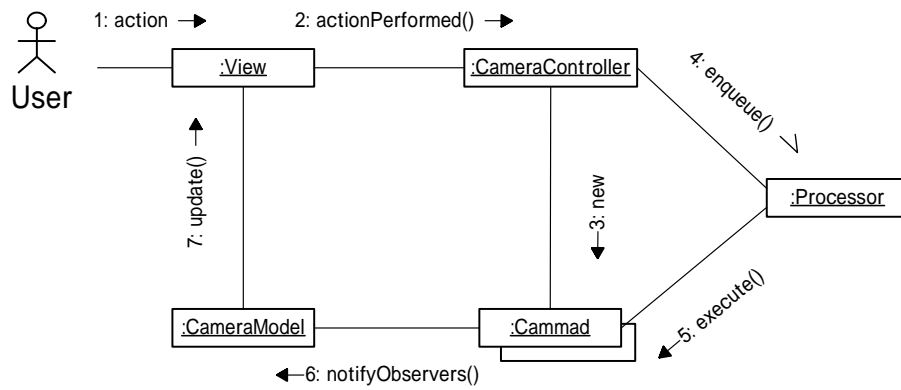 1: action
2: actionPerformed()
:View
:CameraController
User
4: enqueue()
7: update()
3: new
:Processor
:CameraModel
:Cammad
5: execute()
6: notifyObservers()